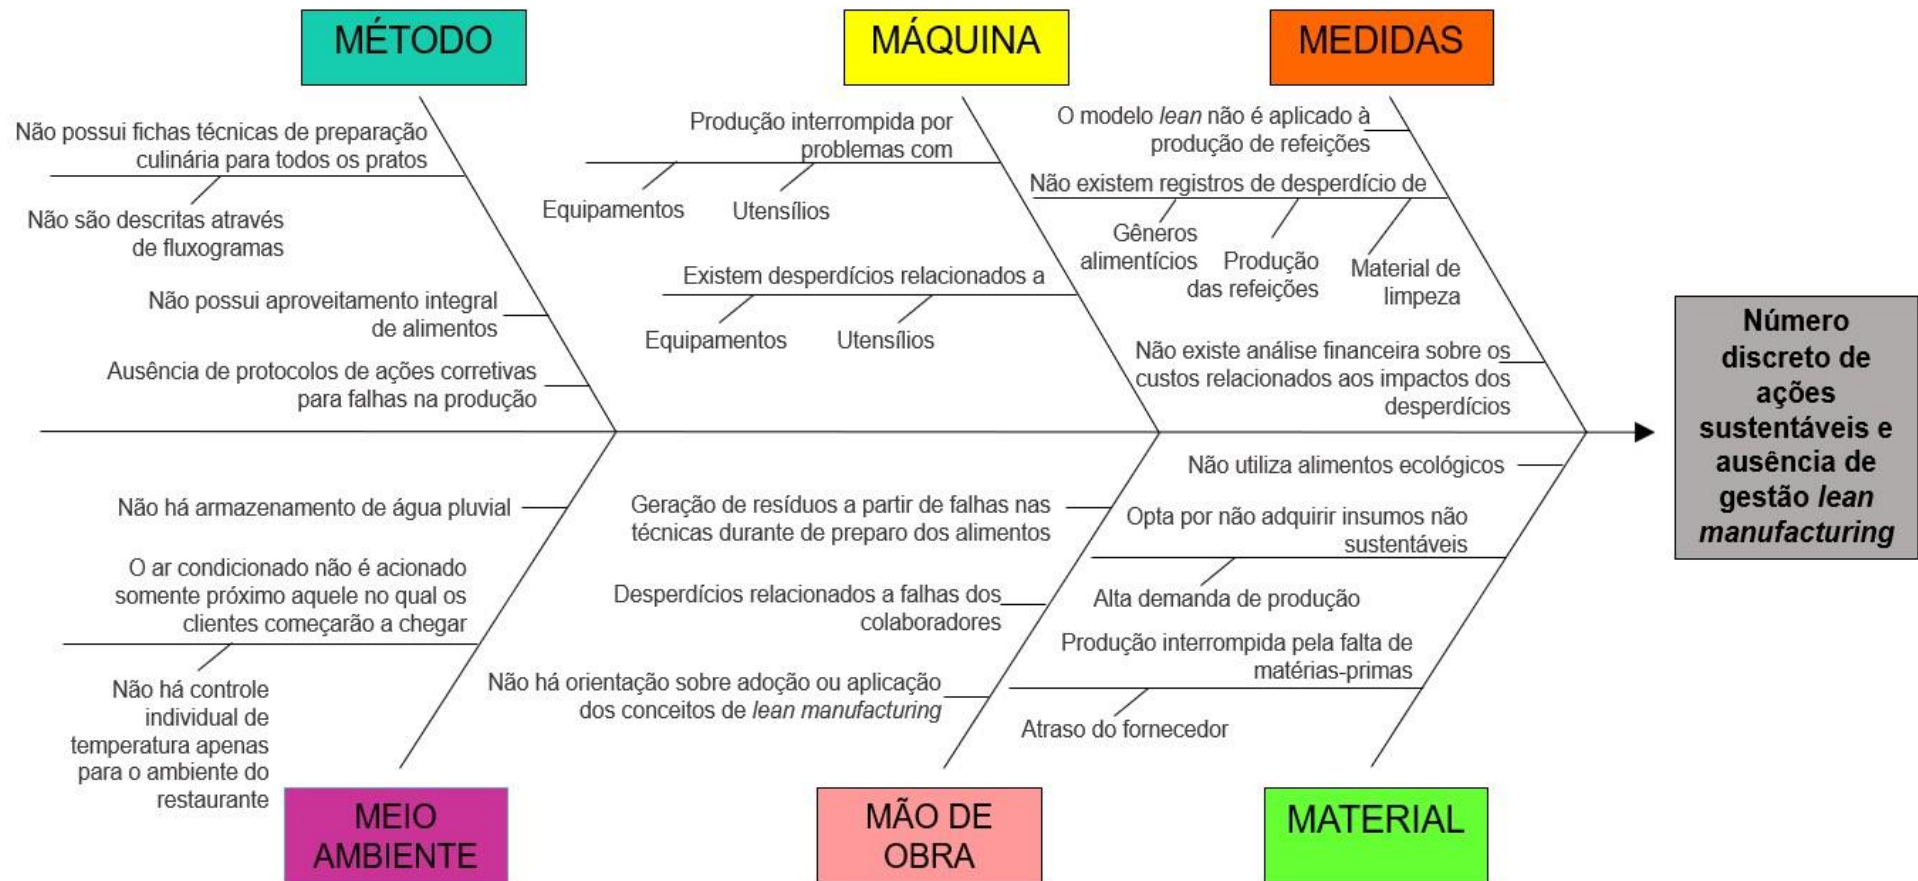 MÉTODO
MÁQUINA
MEDIDAS
Não possui fichas técnicas de preparação
culinária para todos os pratos
Não são descritas através
de fluxogramas
Não possui aproveitamento integral
de alimentos
Ausência de protocolos de ações corretivas
para falhas na produção
Produção interrompida por
problemas com
Equipamentos
Utensílios
Existem desperdícios relacionados a
Equipamentos
Utensílios
O modelo lean não é aplicado à
produção de refeições
Não existem registros de desperdício de
Gêneros
alimentícios
Produção
das refeições
Material de
limpeza
Não existe análise financeira sobre os
custos relacionados aos impactos dos
desperdícios
Número
discreto de
ações
sustentáveis e
ausência de
gestão lean
manufacturing
Não há armazenamento de água pluvial
O ar condicionado não é acionado
somente próximo aquele no qual os
clientes começarão a chegar
Não há controle
individual de
temperatura apenas
para o ambiente do
restaurante
Geração de resíduos a partir de falhas nas
técnicas durante de preparo dos alimentos
Desperdícios relacionados a falhas dos
colaboradores
Não há orientação sobre adoção ou aplicação
dos conceitos de lean manufacturing
Não utiliza alimentos ecológicos
Opta por não adquirir insumos não
sustentáveis
Alta demanda de produção
Produção interrompida pela falta de
matérias-primas
Atraso do fornecedor
MEIO
AMBIENTE
MÃO DE
OBRA
MATERIAL